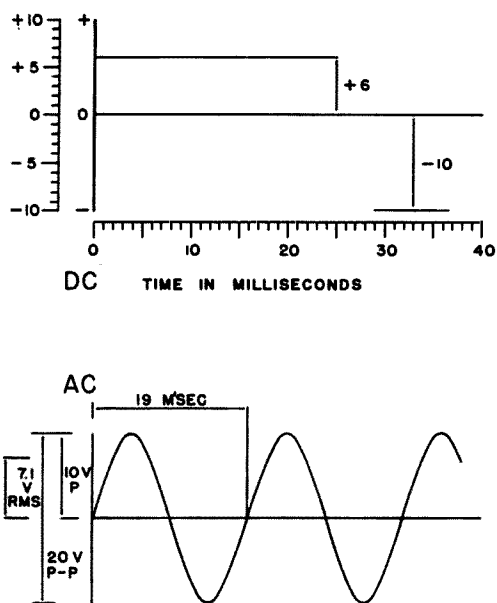 +10 +
+5
+6
0 0
-5
-10
-10 -
0 10 20 30 40
DC TIME IN MILLISECONDS
AC
19 M'SEC
7.1 V RMS
10V P
20 V P-P